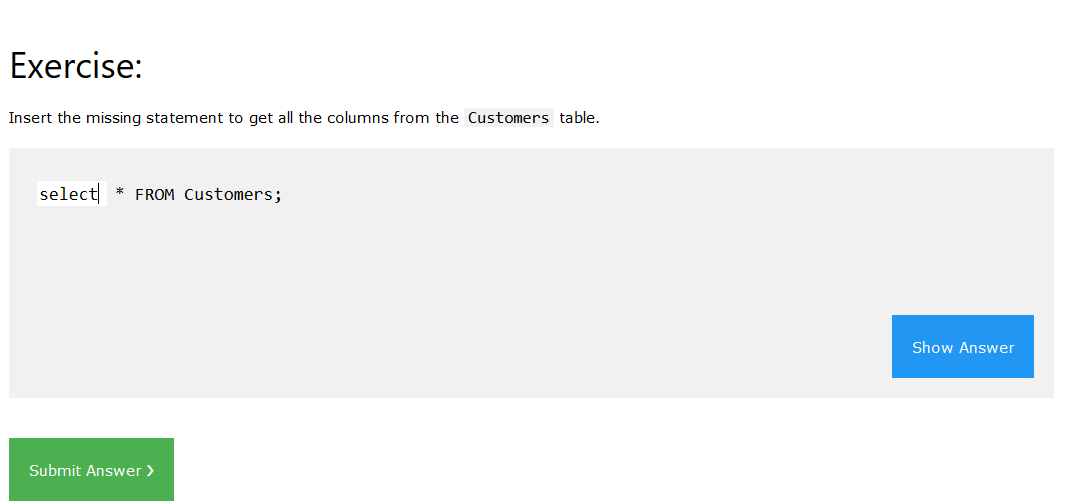 Exercise:
Insert the missing statement to get all the columns from the Customers table.
select * FROM Customers;
Show Answer
Submit Answer ❯